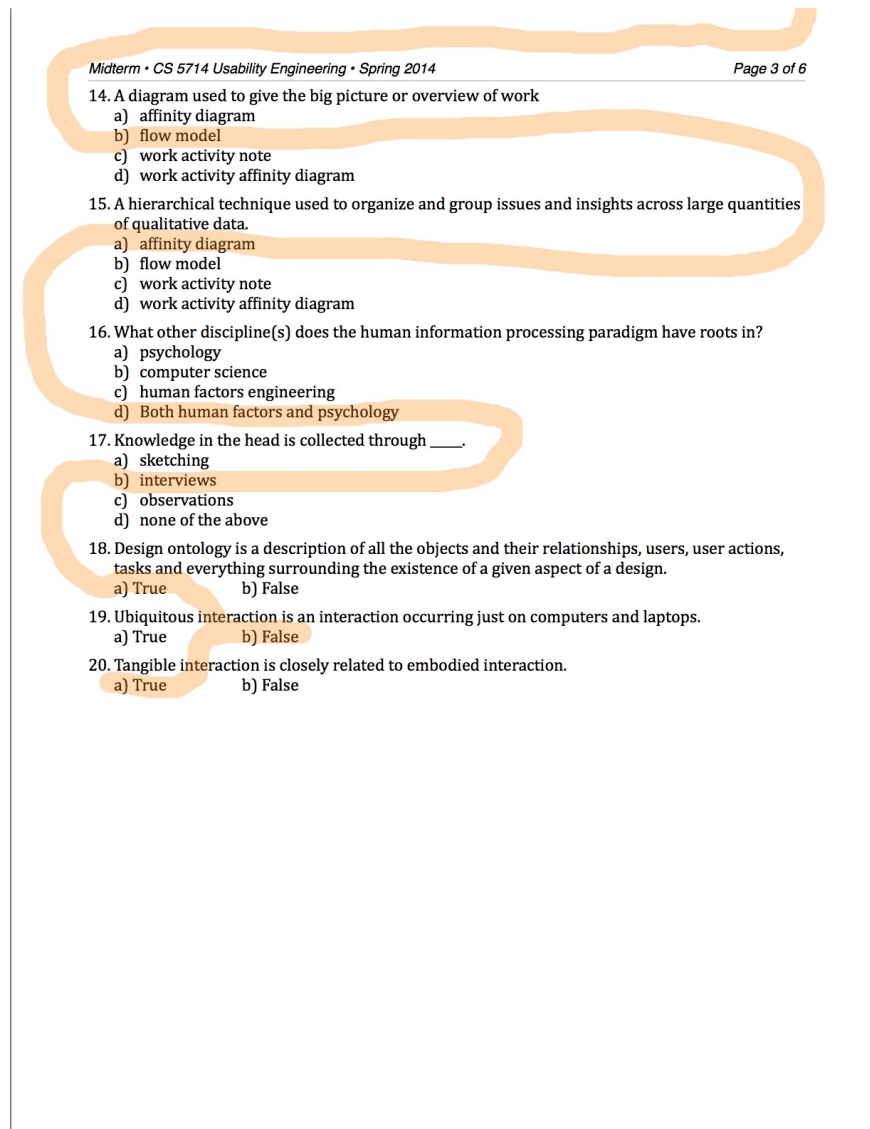 Midterm • CS 5714 Usability Engineering • Spring 2014 Page 3 of 6
14. A diagram used to give the big picture or overview of work
a) affinity diagram
b) flow model
c) work activity note
d) work activity affinity diagram
15. A hierarchical technique used to organize and group issues and insights across large quantities
of qualitative data.
a) affinity diagram
b) flow model
c) work activity note
d) work activity affinity diagram
16. What other discipline(s) does the human information processing paradigm have roots in?
a) psychology
b) computer science
c) human factors engineering
d) Both human factors and psychology
17. Knowledge in the head is collected through ____.
a) sketching
b) interviews
c) observations
d) none of the above
18. Design ontology is a description of all the objects and their relationships, users, user actions,
tasks and everything surrounding the existence of a given aspect of a design.
a) True b) False
19. Ubiquitous interaction is an interaction occurring just on computers and laptops.
a) True b) False
20. Tangible interaction is closely related to embodied interaction.
a) True b) False